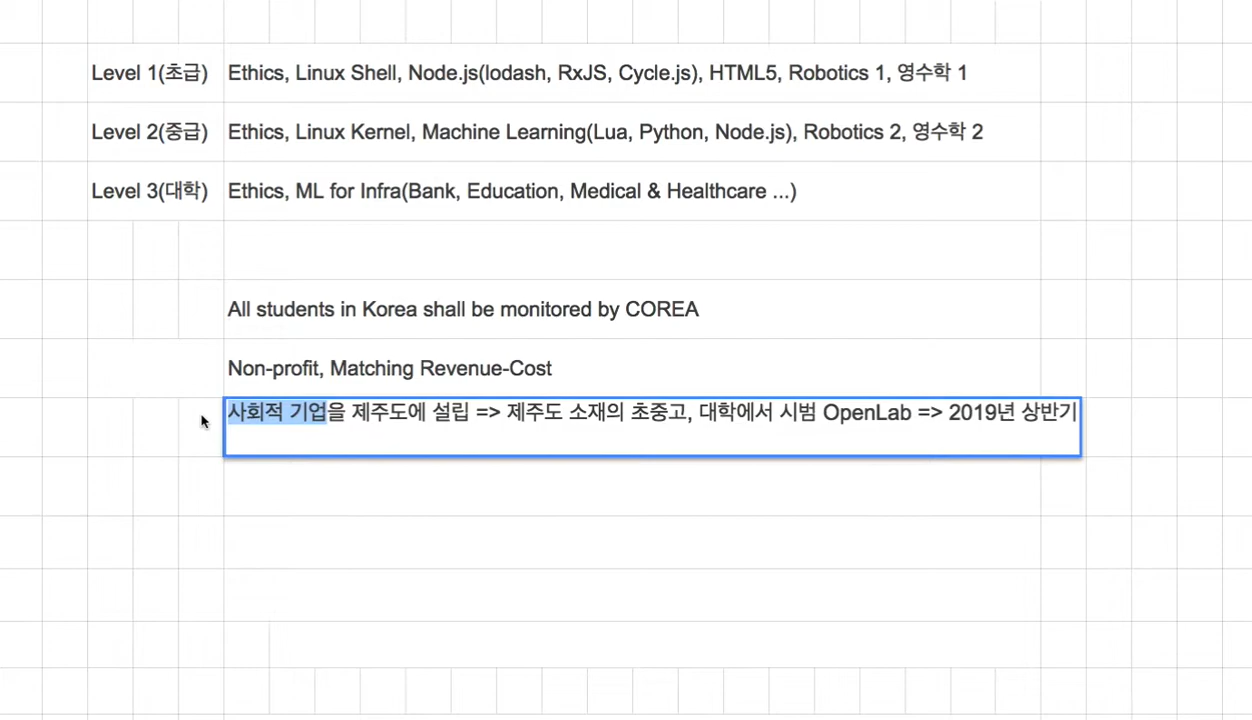 Level 1(초급) Ethics, Linux Shell, Node.js(lodash, RxJS, Cycle.js), HTML5, Robotics 1, 영수학 1
Level 2(중급) Ethics, Linux Kernel, Machine Learning(Lua, Python, Node.js), Robotics 2, 영수학 2
Level 3(대학) Ethics, ML for Infra(Bank, Education, Medical & Healthcare ...)
All students in Korea shall be monitored by COREA
Non-profit, Matching Revenue-Cost
사회적 기업을 제주도에 설립 => 제주도 소재의 초중고, 대학에서 시범 OpenLab => 2019년 상반기